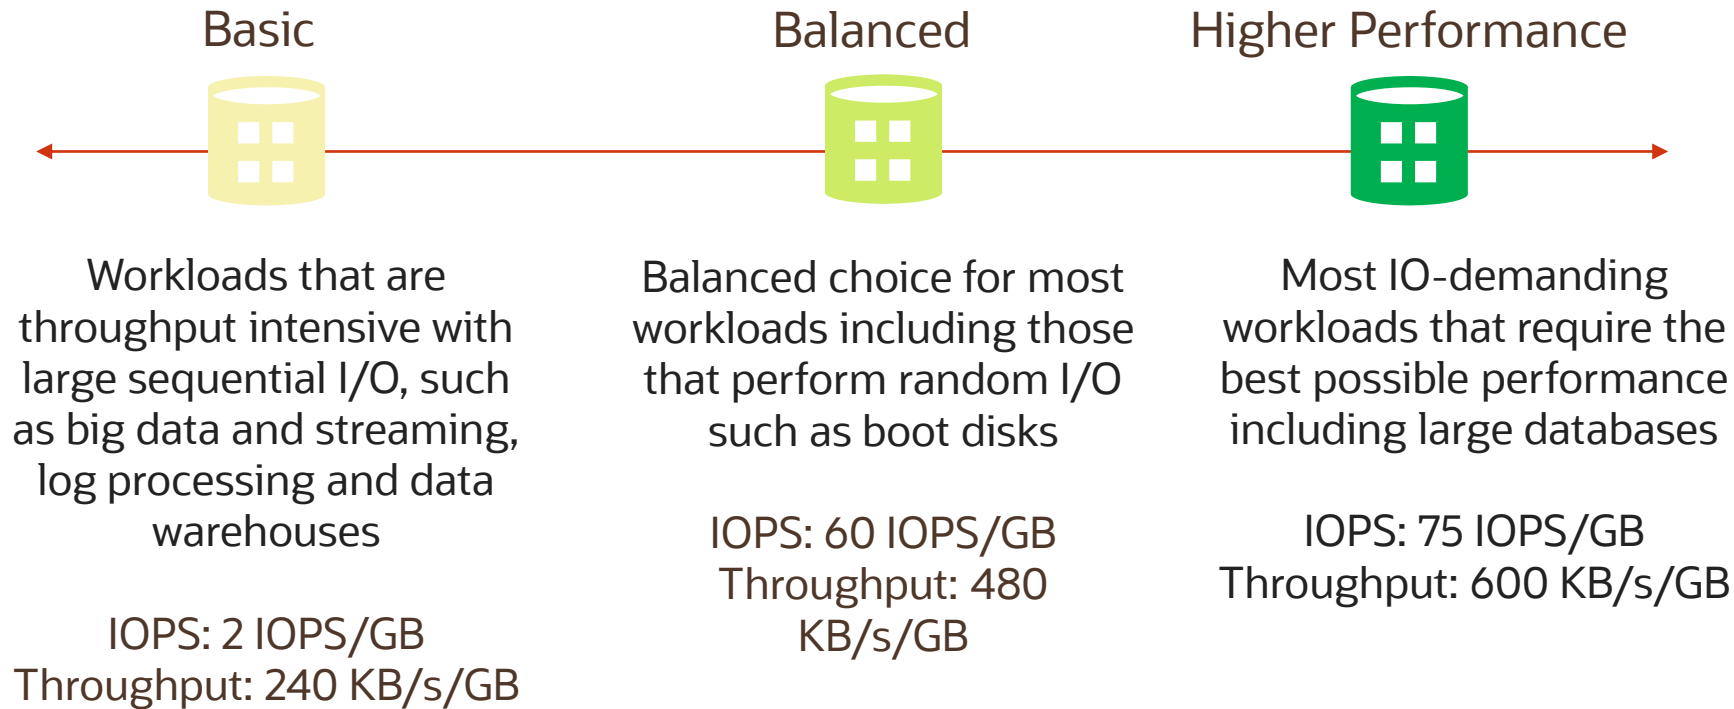 Basic
Workloads that are
throughput intensive with
large sequential I/O, such
as big data and streaming,
log processing and data
warehouses
IOPS: 2 IOPS/GB
Throughput: 240 KB/s/GB
Balanced
Balanced choice for most
workloads including those
that perform random I/O
such as boot disks
IOPS: 60 IOPS/GB
Throughput: 480
KB/s/GB
Higher Performance
Most IO-demanding
workloads that require the
best possible performance
including large databases
IOPS: 75 IOPS/GB
Throughput: 600 KB/s/GB